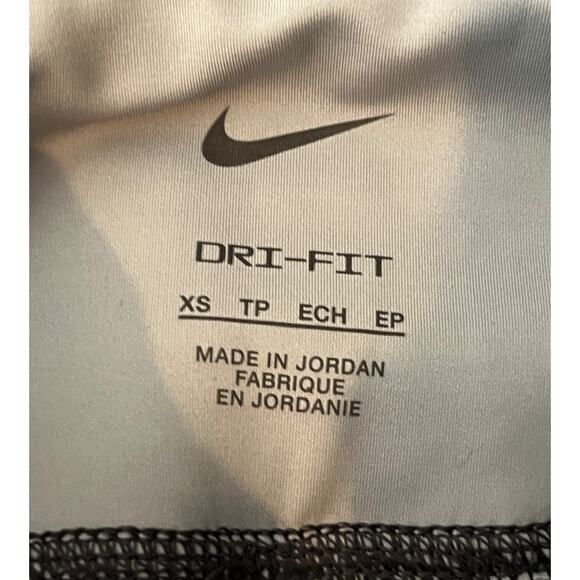 DRI-FIT
XS TP ECH EP
MADE IN JORDAN
FABRIQUE
EN JORDANIE